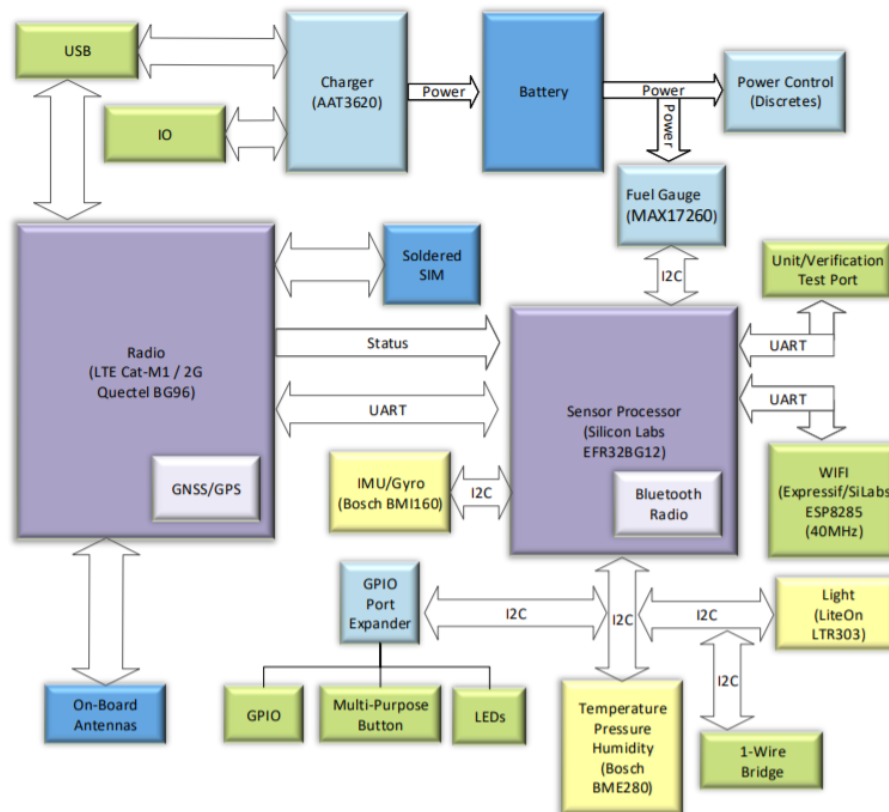 USB
Charger
(AAT3620)
Power
Battery
Power
Power Control
(Discretes)
IO
Power
Fuel Gauge
(MAX17260)
Soldered
SIM
I2C
Unit/Verification
Test Port
Radio
(LTE Cat-M1 / 2G
Quectel BG96)
Status
UART
UART
Sensor Processor
(Silicon Labs
EFR32BG12)
UART
GNSS/GPS
IMU/Gyro
(Bosch BMI160)
I2C
Bluetooth
Radio
WIFI
(Expressif/SiLabs
ESP8285
(40MHz)
GPIO
Port
Expander
I2C
I2C
I2C
Light
(LiteOn
LTR303)
I2C
On-Board
Antennas
GPIO
Multi-Purpose
Button
LEDs
Temperature
Pressure
Humidity
(Bosch
BME280)
1-Wire
Bridge